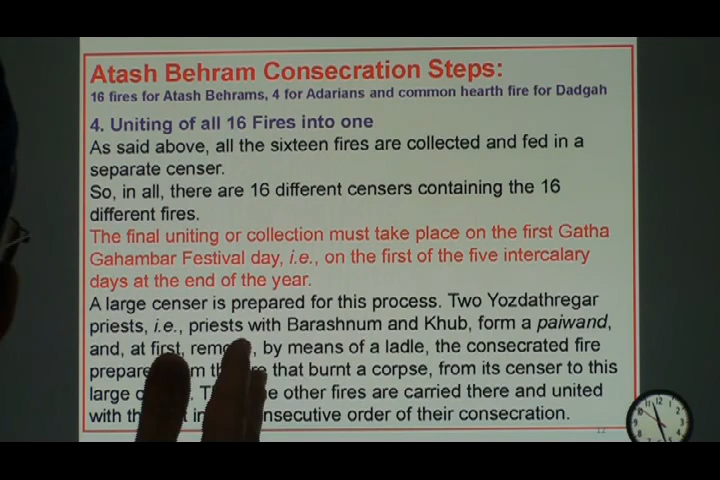 Atash Behram Consecration Steps:
16 fires for Atash Behrams, 4 for Adarians and common hearth fire for Dadgah
4. Uniting of all 16 Fires into one
As said above, all the sixteen fires are collected and fed in a
separate censer.
So, in all, there are 16 different censers containing the 16
different fires.
The final uniting or collection must take place on the first Gatha
Gahambar Festival day, i.e., on the first of the five intercalary
days at the end of the year.
A large censer is prepared for this process. Two Yozdathregar
priests, i.e., priests with Barashnum and Khub, form a paiwand,
and, at first, by means of a ladle, the consecrated fire
that burnt a corpse, from its censer to this
large other fires are carried there and united
with consecutive order of their consecration.
12